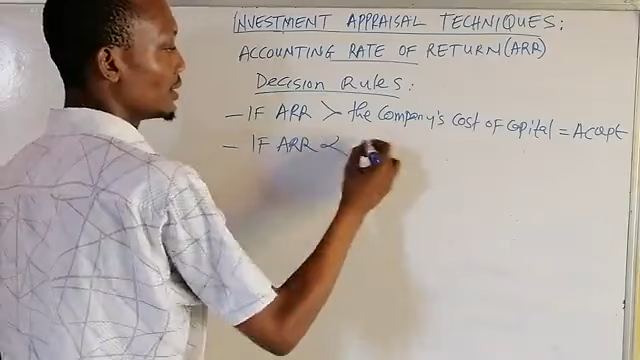 INVESTMENT APPRAISAL TECHNIQUES:
ACCOUNTING RATE OF RETURN (ARR)
Decision Rules:
- IF ARR > the Company's Cost of Capital = Accept
- IF ARR <